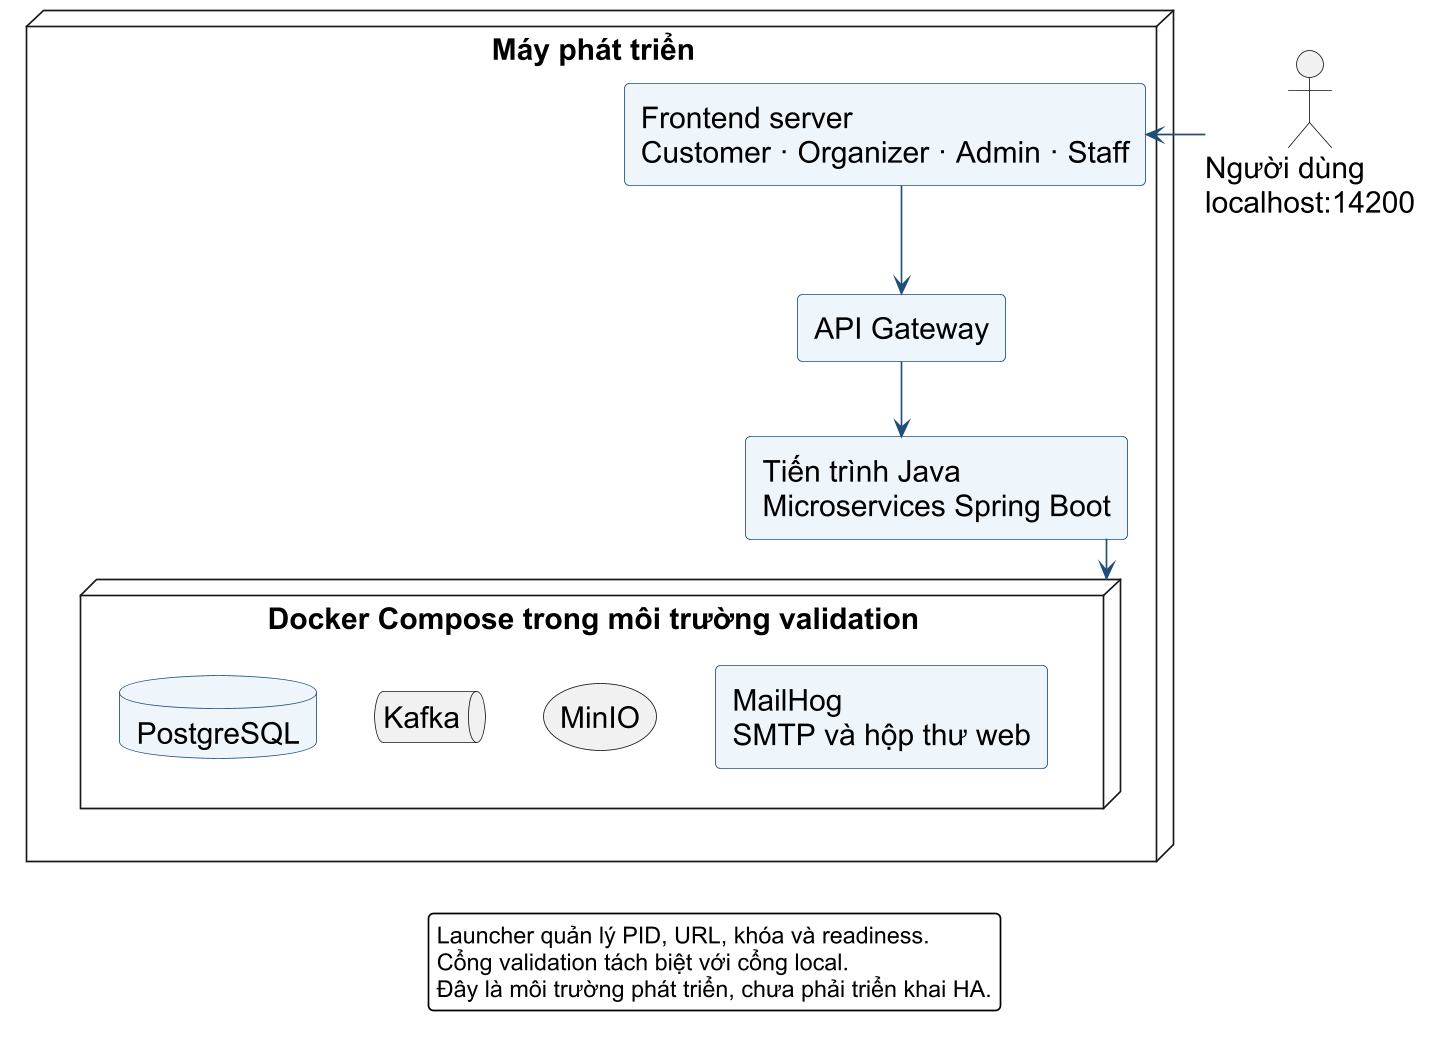 Máy phát triển
Frontend server
Customer · Organizer · Admin · Staff
Người dùng
localhost:14200
API Gateway
Tiến trình Java
Microservices Spring Boot
Docker Compose trong môi trường validation
PostgreSQL
Kafka
MinIO
MailHog
SMTP và hộp thư web
Launcher quản lý PID, URL, khóa và readiness.
Cổng validation tách biệt với cổng local.
Đây là môi trường phát triển, chưa phải triển khai HA.